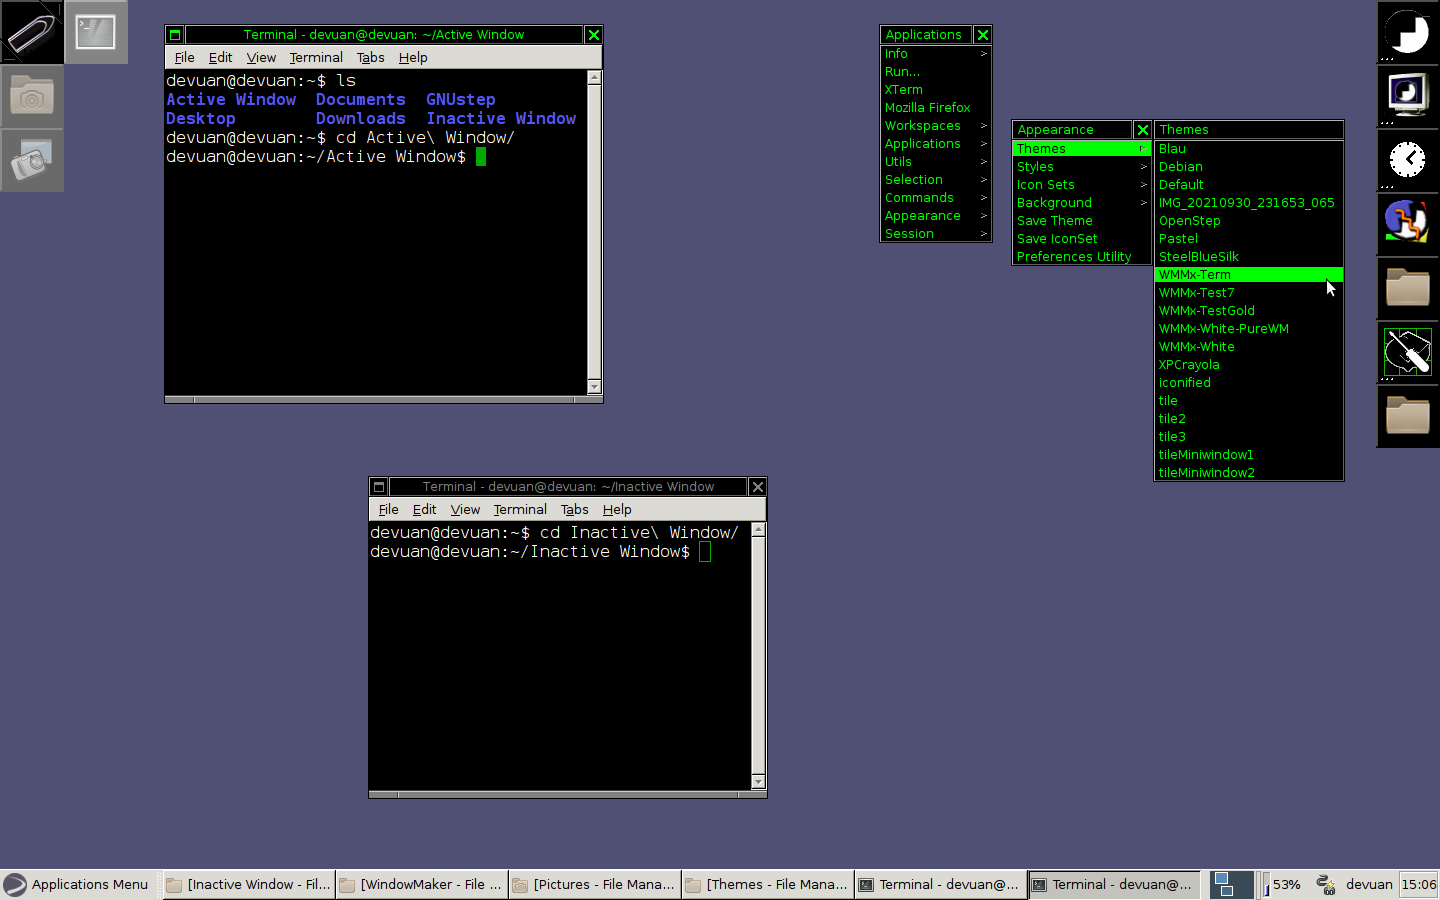 Terminal - devuan@devuan: ~/Active Window
File Edit View Terminal Tabs Help
devuan@devuan:~$ ls
Active Window Documents GNUstep
Desktop Downloads Inactive Window
devuan@devuan:~$ cd Active\ Window/
devuan@devuan:~/Active Window$
Applications
Info >
Run...
XTerm
Mozilla Firefox
Workspaces >
Applications >
Utils >
Selection >
Commands >
Appearance >
Session >
Appearance
Themes >
Styles >
Icon Sets >
Background >
Save Theme
Save IconSet
Preferences Utility
Themes
Blau
Debian
Default
IMG_20210930_231653_065
OpenStep
Pastel
SteelBlueSilk
WMMx-Term
WMMx-Test7
WMMx-TestGold
WMMx-White-PureWM
WMMx-White
XPCrayola
iconified
tile
tile2
tile3
tileMiniwindow1
tileMiniwindow2
Terminal - devuan@devuan: ~/Inactive Window
File Edit View Terminal Tabs Help
devuan@devuan:~$ cd Inactive\ Window/
devuan@devuan:~/Inactive Window$
Applications Menu [Inactive Window - Fil... [WindowMaker - File ... [Pictures - File Mana... [Themes - File Mana... Terminal - devuan@... Terminal - devuan@... 53% devuan 15:06